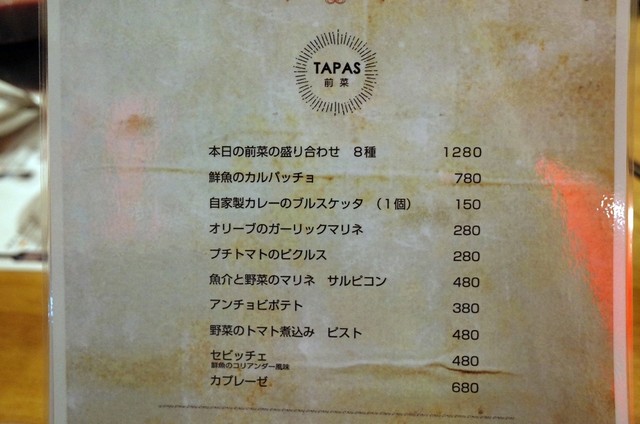 TAPAS
前菜
本日の前菜の盛り合わせ 8種 1280
鮮魚のカルパッチョ 780
自家製カレーのブルスケッタ (1個) 150
オリーブのガーリックマリネ 280
プチトマトのピクルス 280
魚介と野菜のマリネ サルピコン 480
アンチョビポテト 380
野菜のトマト煮込み ピスト 480
セビッチェ 480
鮮魚のコリアンダー風味
カプレーゼ 680